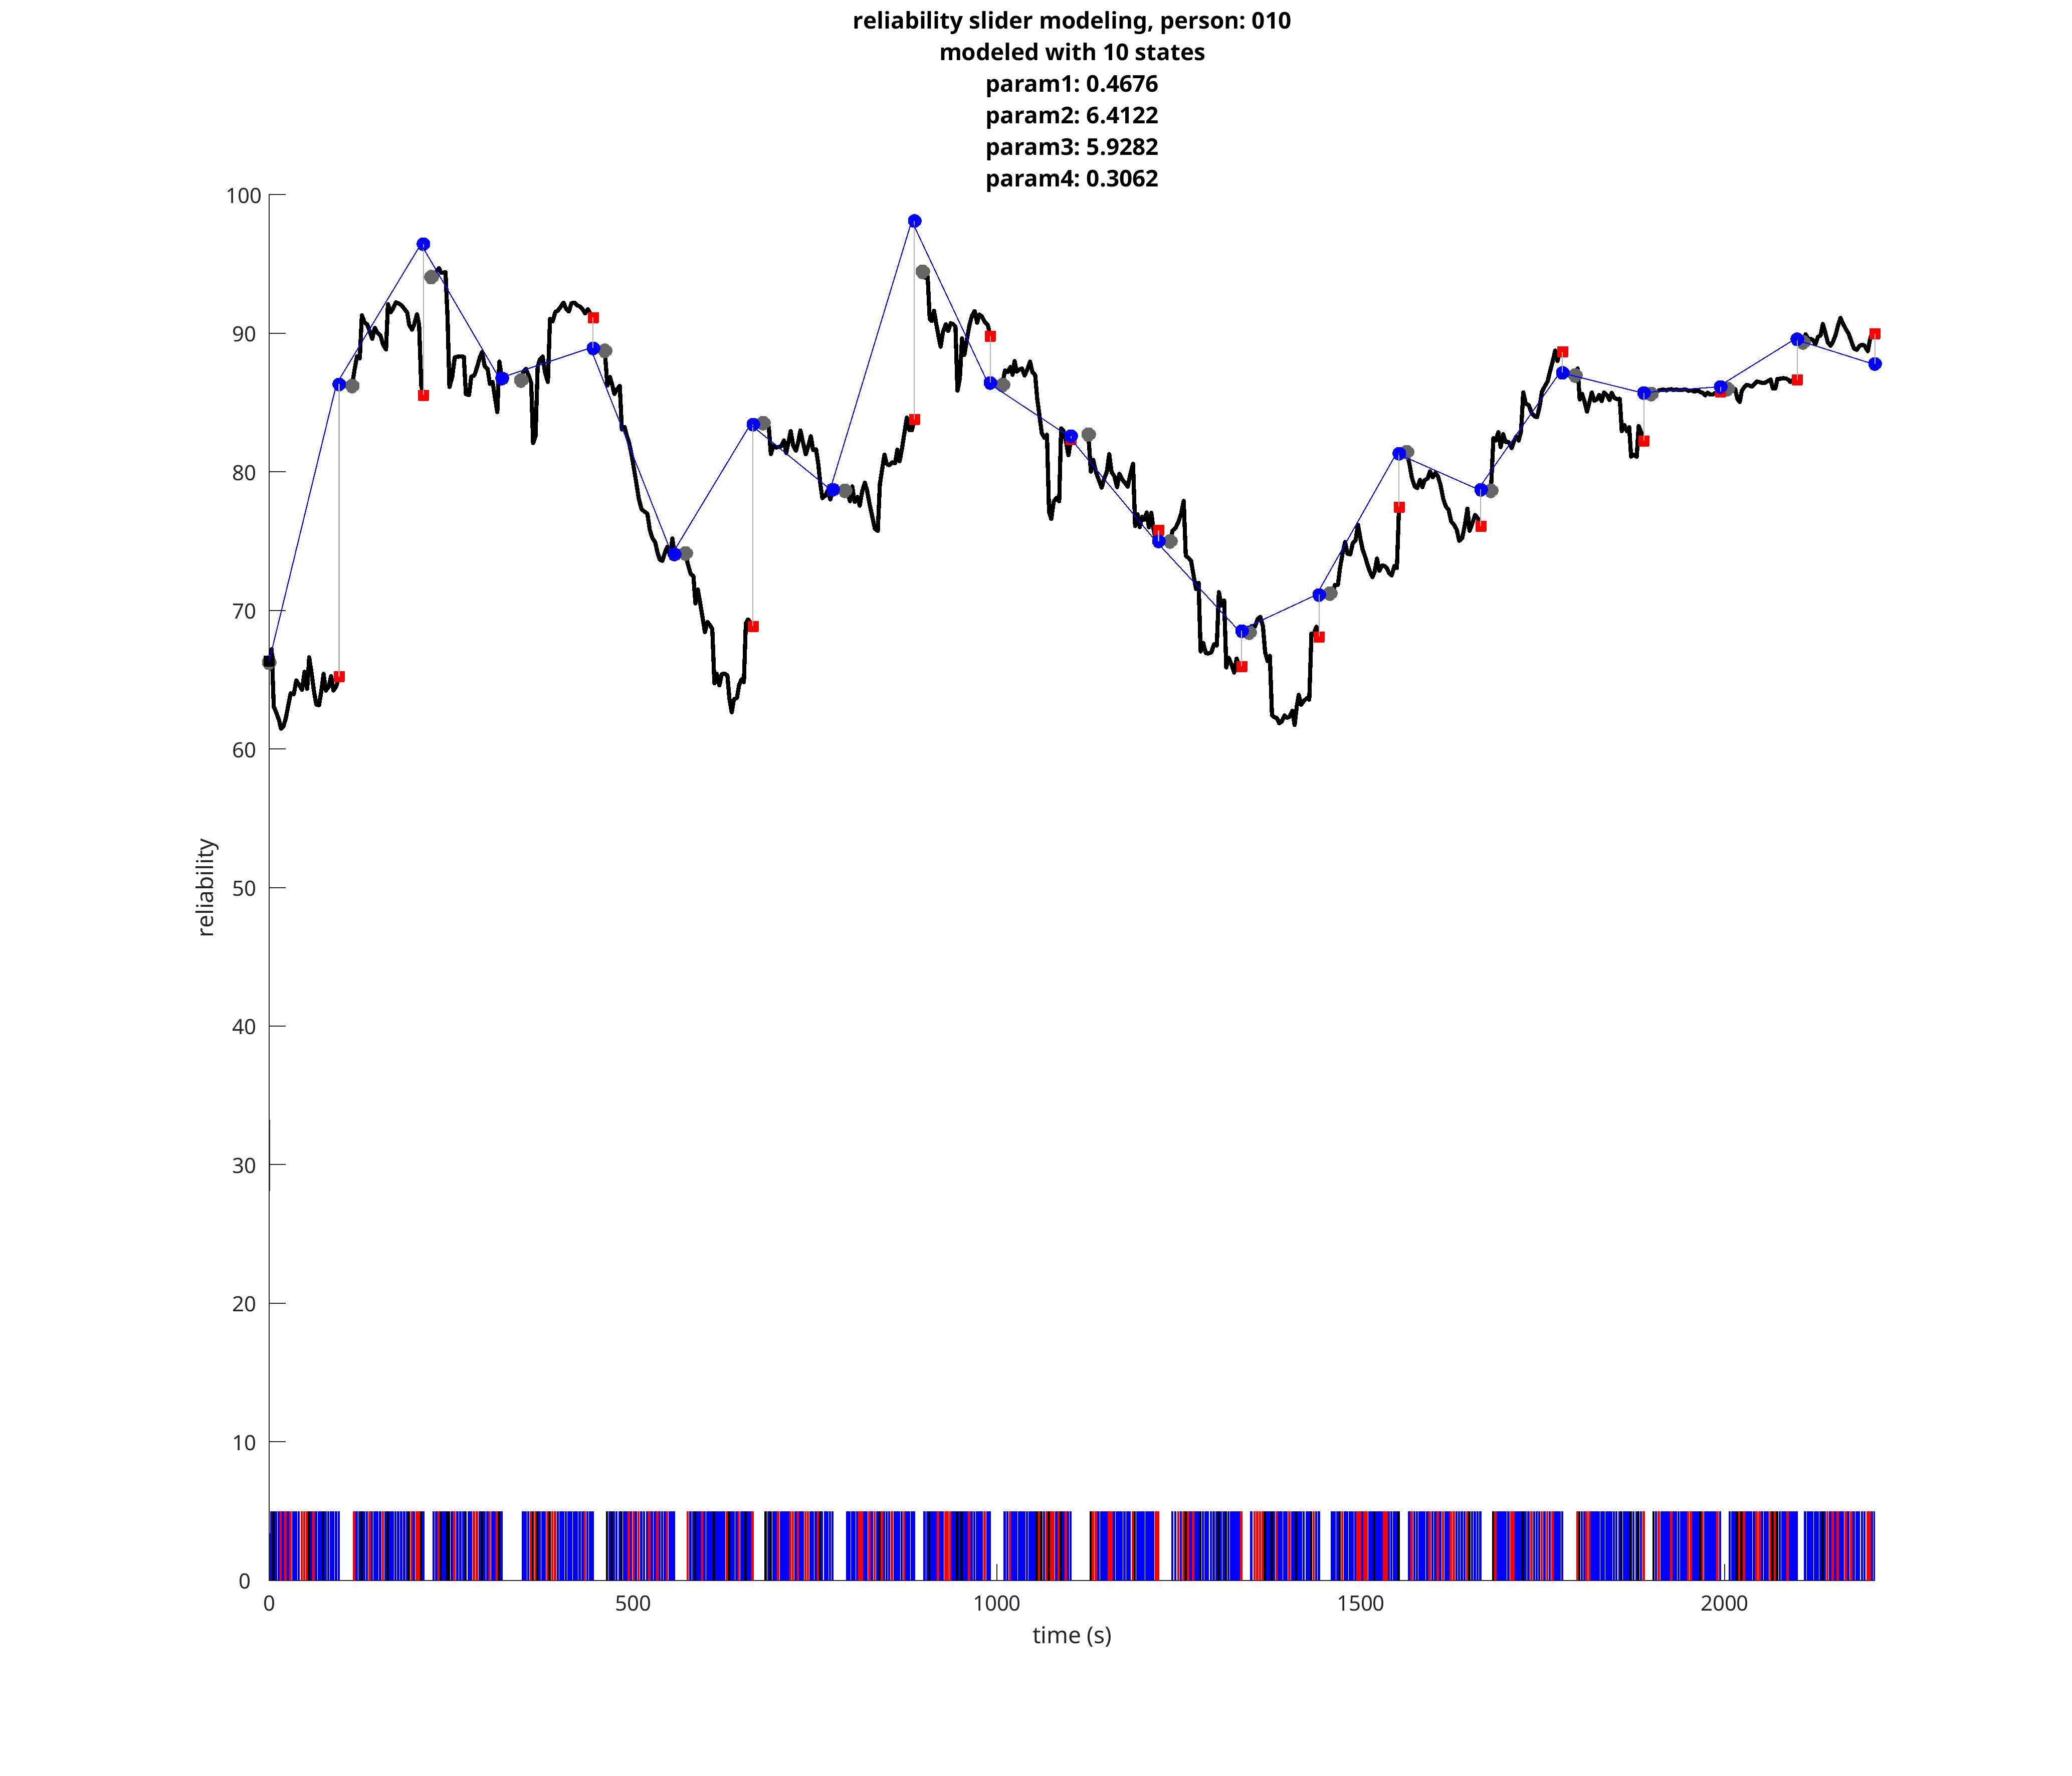 reliability slider modeling, person: 010
modeled with 10 states
param1: 0.4676
param2: 6.4122
param3: 5.9282
param4: 0.3062
100
90
80
70
60
50
40
30
20
10
0
reliability
0 500 1000 1500 2000
time (s)